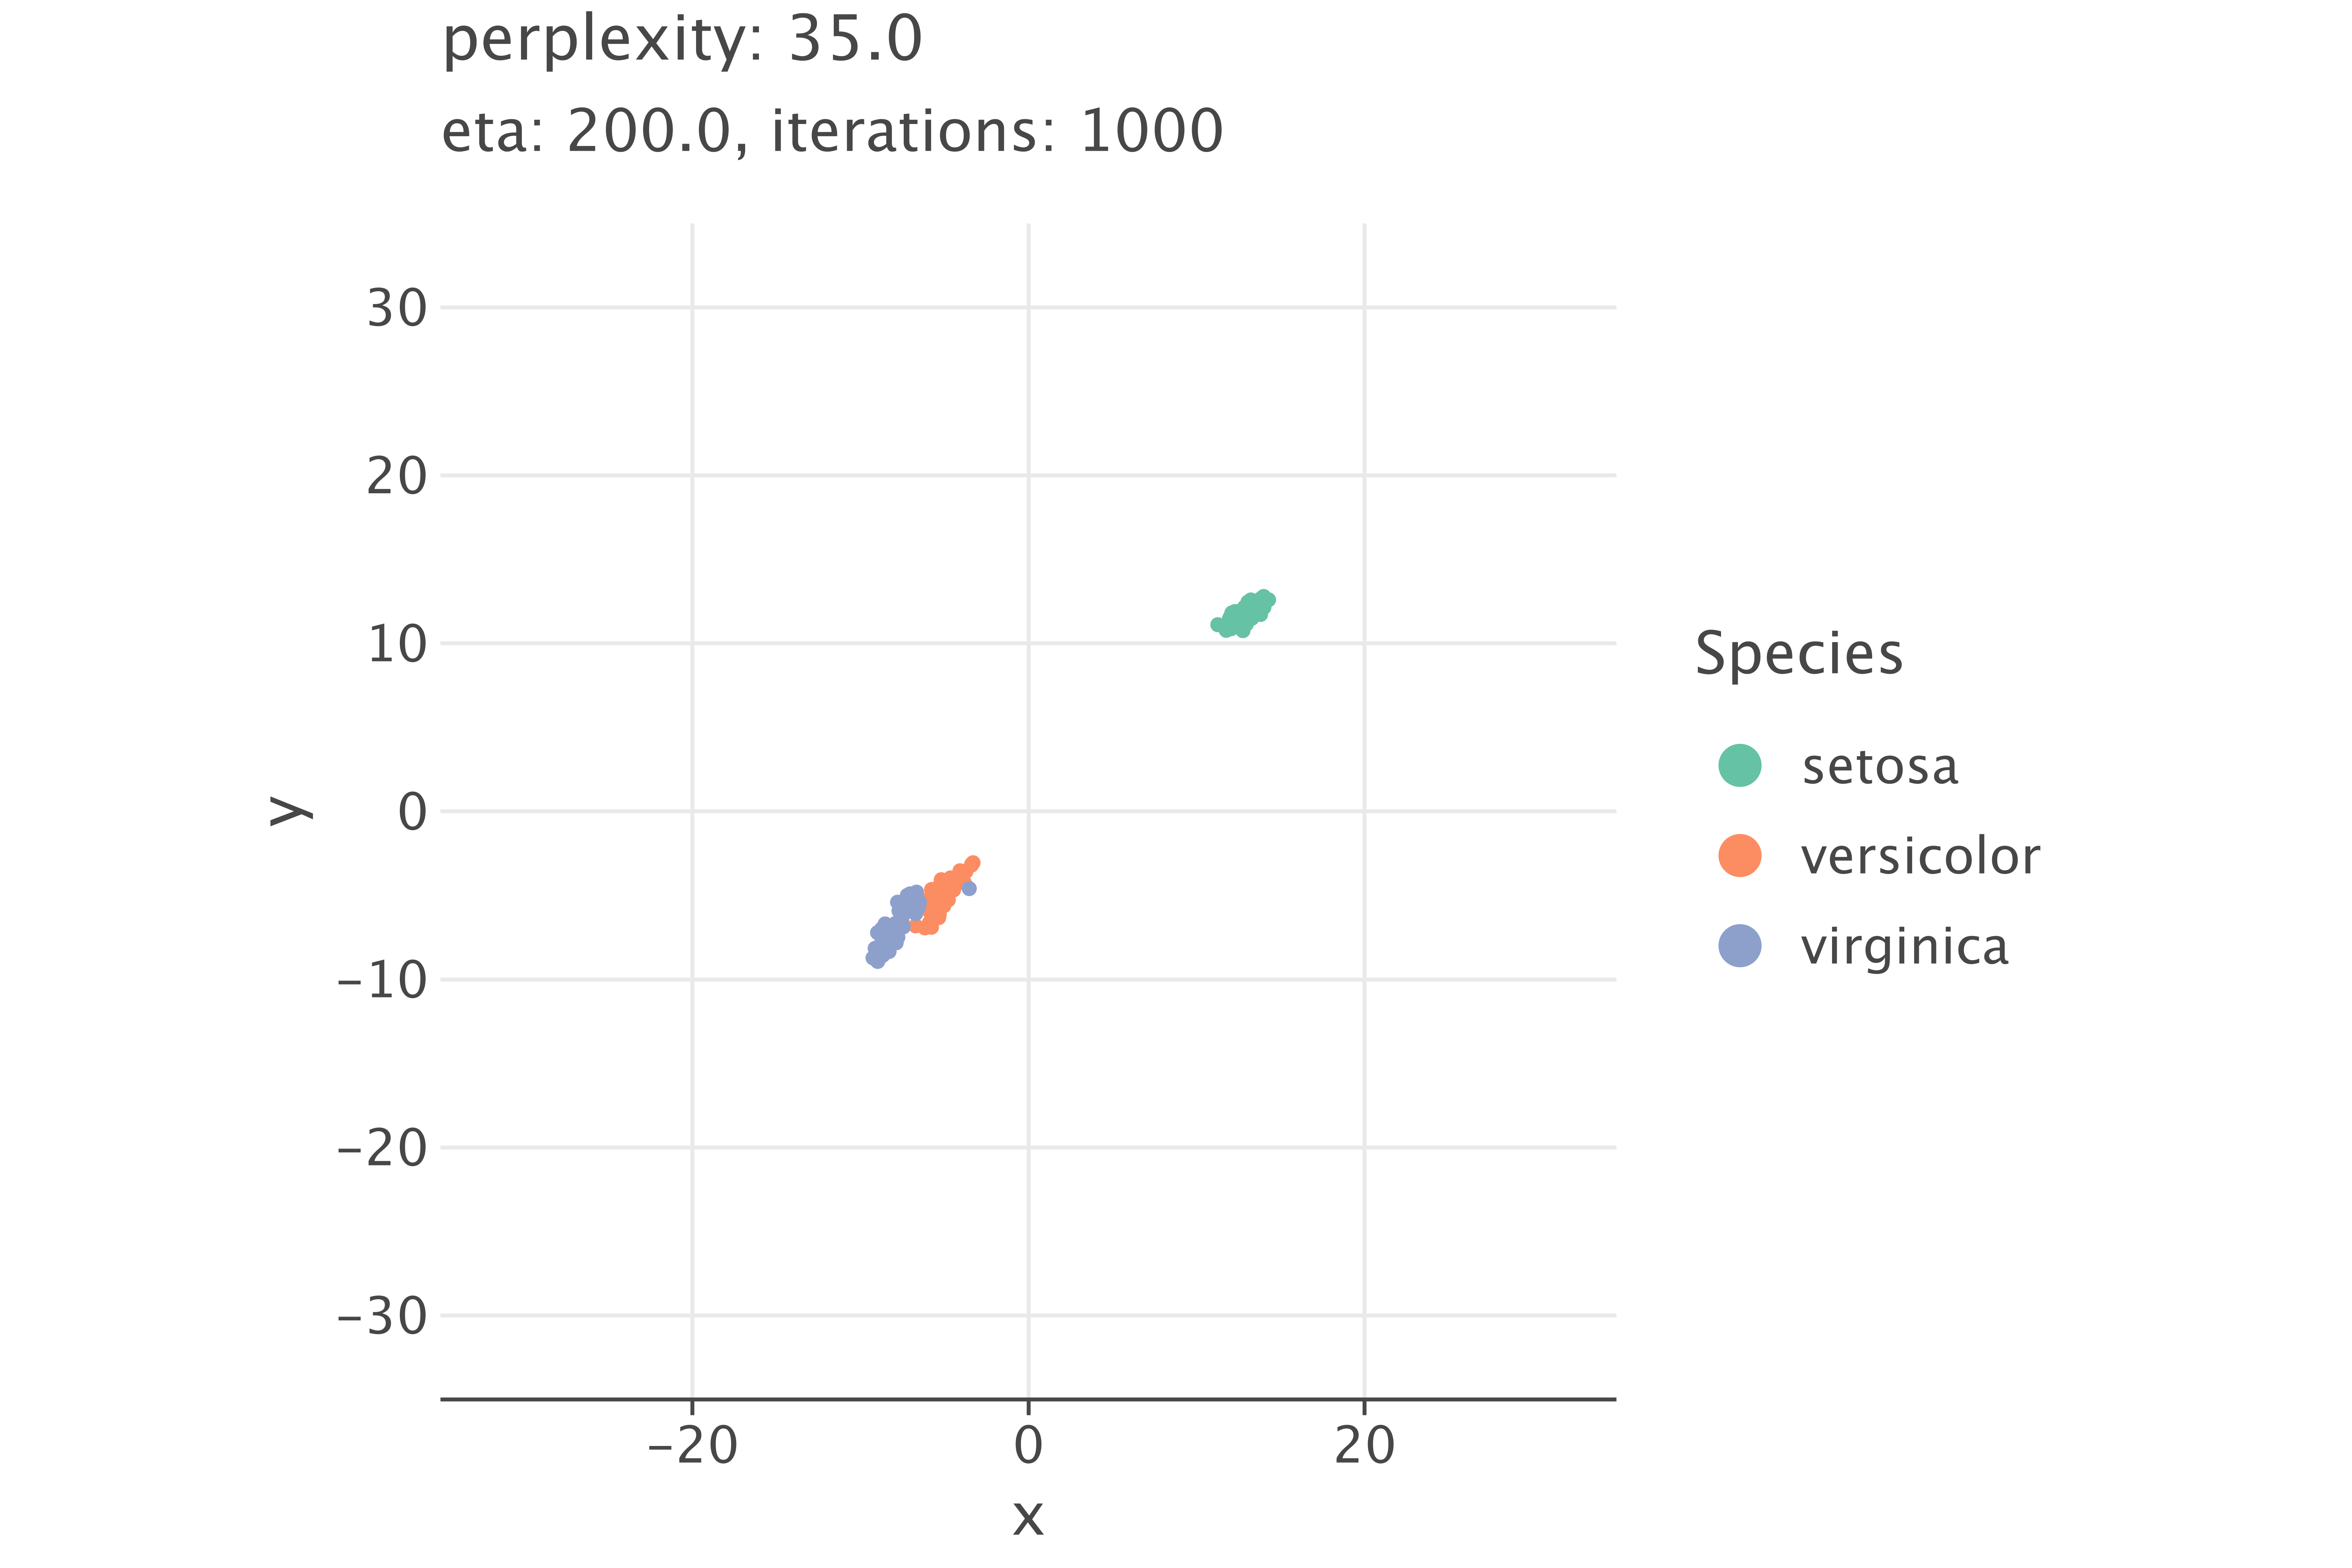 perplexity: 35.0
eta: 200.0, iterations: 1000
30
20
10
0
−10
−20
−30
y
−20
0
20
x
Species
setosa
versicolor
virginica